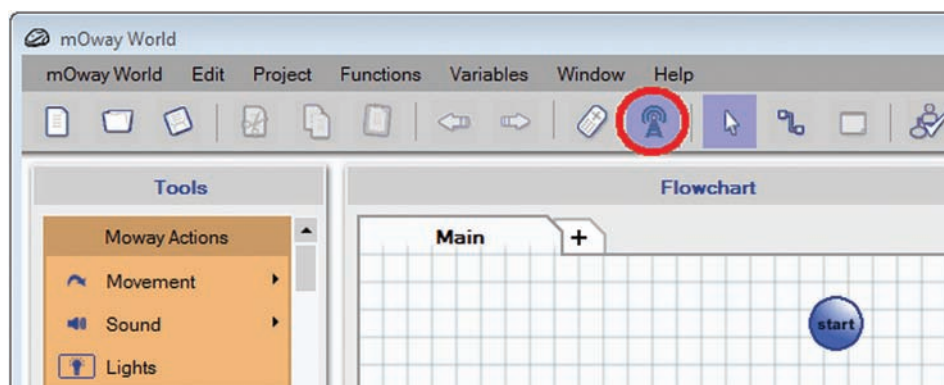 mOway World
mOway World Edit Project Functions Variables Window Help
Tools
Flowchart
Moway Actions
Main
+
Movement
Sound
start
Lights